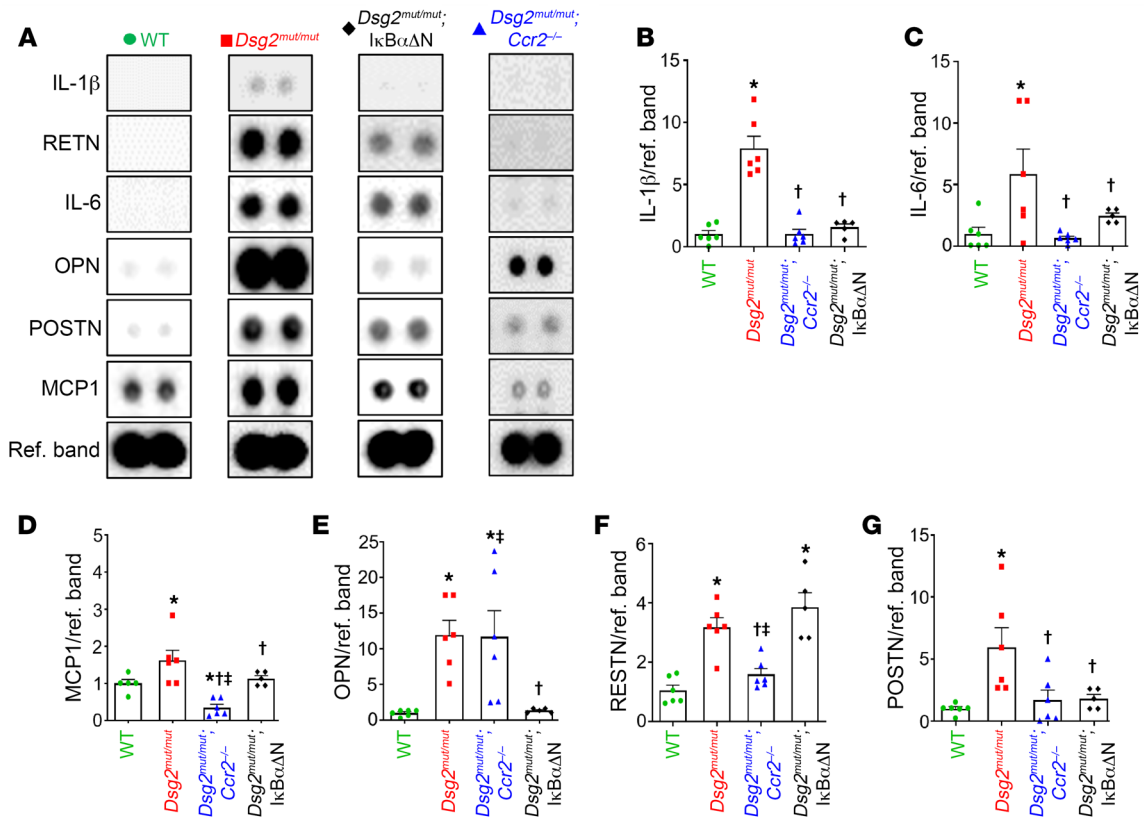 A
WT
Dsg2mut/mut
Dsg2mut/mut;
IκBαΔN
Dsg2mut/mut;
Ccr2–/–
IL-1β
RETN
IL-6
OPN
POSTN
MCP1
Ref. band
B
IL-1β/ref. band
15
10
5
0
*
†
†
WT
Dsg2mut/mut
Dsg2mut/mut;
Ccr2–/–
Dsg2mut/mut;
IκBαΔN
C
IL-6/ref. band
15
10
5
0
*
†
†
WT
Dsg2mut/mut
Dsg2mut/mut;
Ccr2–/–
Dsg2mut/mut;
IκBαΔN
D
MCP1/ref. band
5
4
3
2
1
0
*
*†‡
†
WT
Dsg2mut/mut
Dsg2mut/mut;
Ccr2–/–
Dsg2mut/mut;
IκBαΔN
E
OPN/ref. band
25
20
15
10
5
0
*
*‡
†
WT
Dsg2mut/mut
Dsg2mut/mut;
Ccr2–/–
Dsg2mut/mut;
IκBαΔN
F
RESTN/ref. band
6
4
2
0
*
†‡
*
WT
Dsg2mut/mut
Dsg2mut/mut;
Ccr2–/–
Dsg2mut/mut;
IκBαΔN
G
POSTN/ref. band
15
10
5
0
*
†
†
WT
Dsg2mut/mut
Dsg2mut/mut;
Ccr2–/–
Dsg2mut/mut;
IκBαΔN